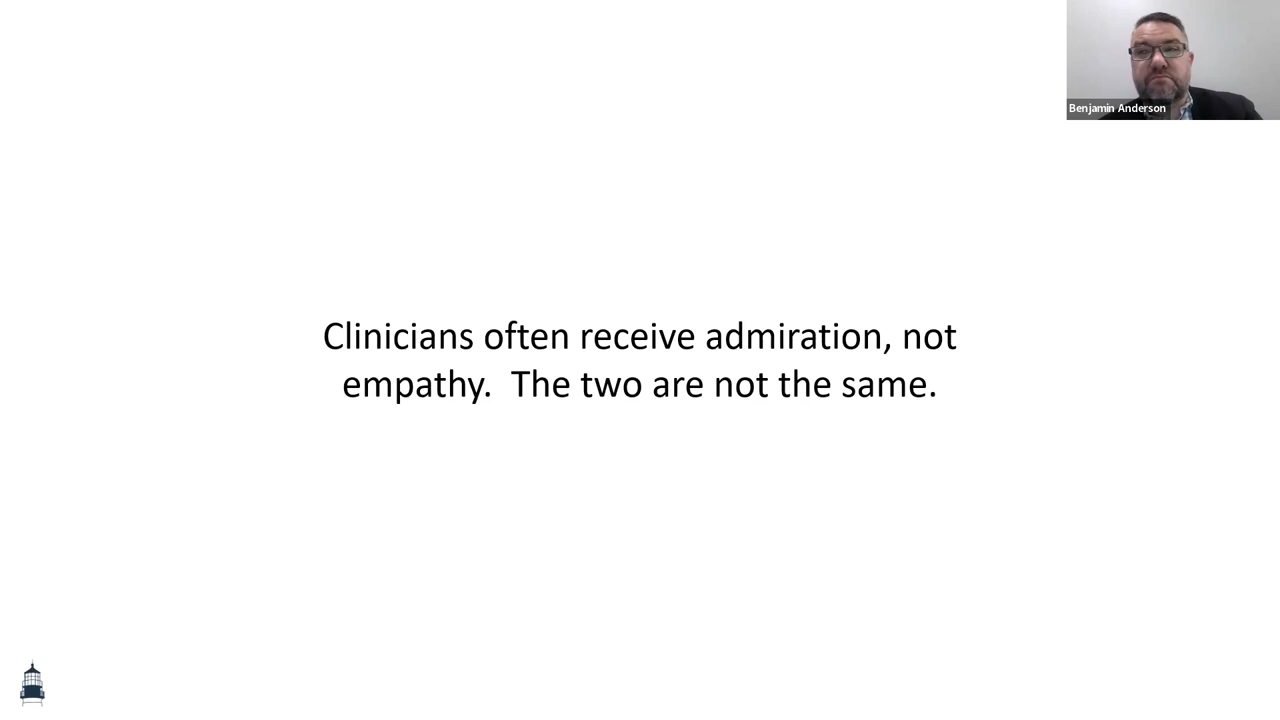 Benjamin Anderson
Clinicians often receive admiration, not
empathy.  The two are not the same.